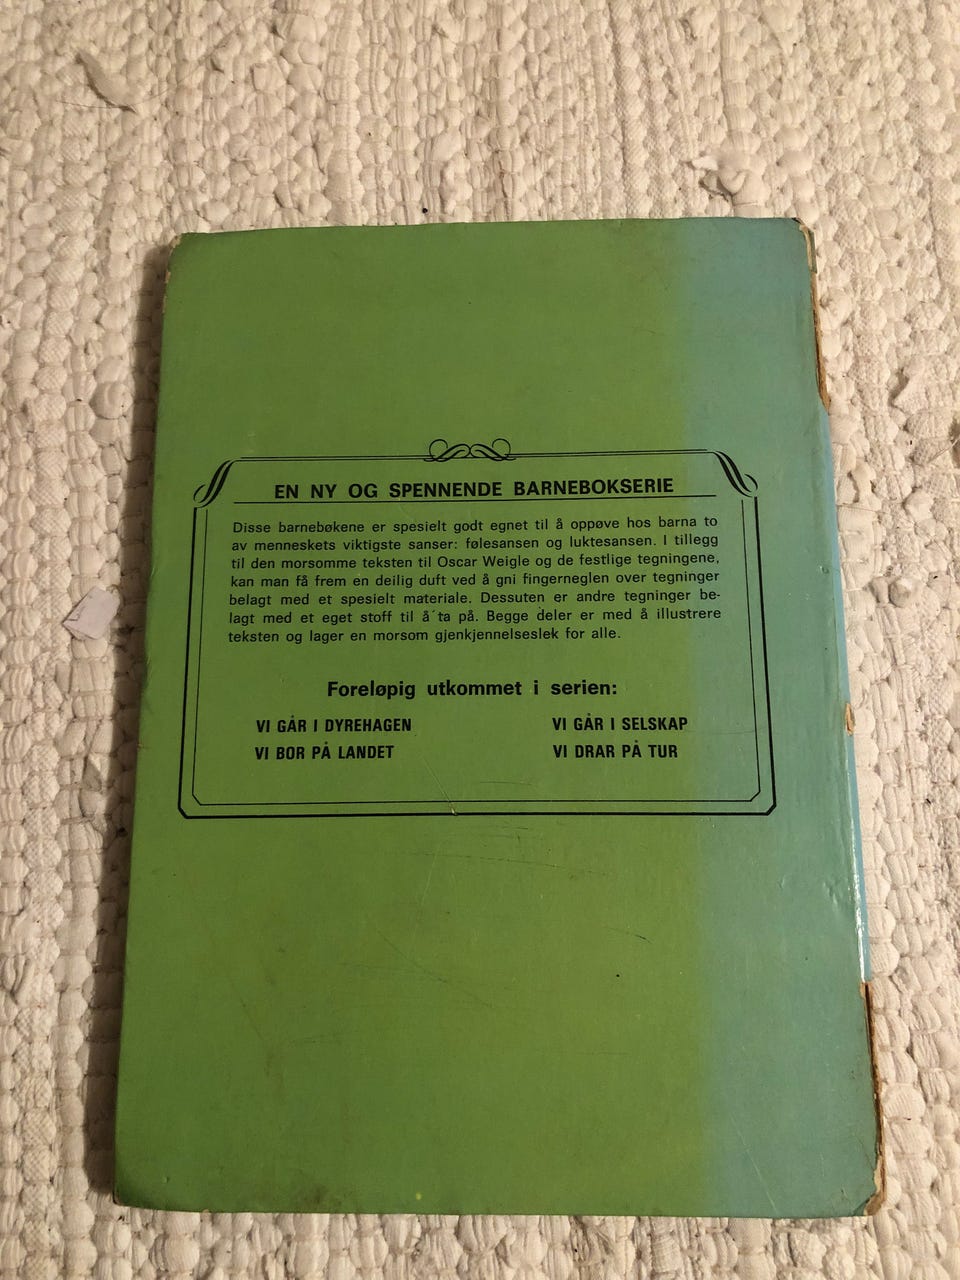 EN NY OG SPENNENDE BARNEBOKSERIE
Disse barnebøkene er spesielt godt egnet til å oppøve hos barna to
av menneskets viktigste sanser: følesansen og luktesansen. I tillegg
til den morsomme teksten til Oscar Weigle og de festlige tegningene,
kan man få frem en deilig duft ved å gni fingerneglen over tegninger
belagt med et spesielt materiale. Dessuten er andre tegninger be-
lagt med et eget stoff til å ta på. Begge deler er med å illustrere
teksten og lager en morsom gjenkjennelseslek for alle.
Foreløpig utkommet i serien:
VI GÅR I DYREHAGEN VI GÅR I SELSKAP
VI BOR PÅ LANDET VI DRAR PÅ TUR